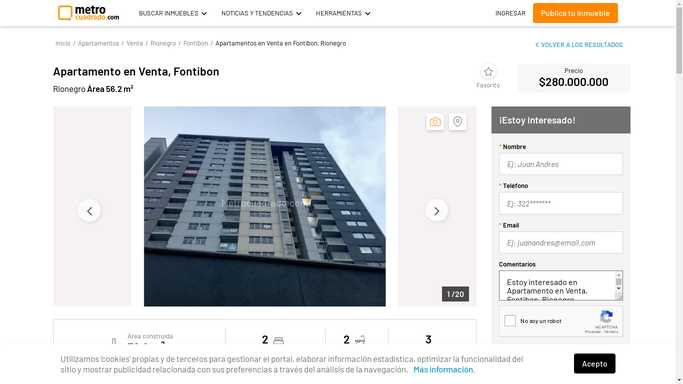 metro
cuadrado.com
BUSCAR INMUEBLES
NOTICIAS Y TENDENCIAS
HERRAMIENTAS
INGRESAR
Publica tu inmueble
Inicio / Apartamentos / Venta / Rionegro / Fontibon / Apartamentos en Venta en Fontibon, Rionegro
VOLVER A LOS RESULTADOS
Apartamento en Venta, Fontibon
Rionegro Área 56.2 m²
Favorito
Precio
$280.000.000
1 / 20
¡Estoy interesado!
* Nombre
Ej: Juan Andres
* Teléfono
Ej: 322*******
* Email
Ej: juanandres@email.com
Comentarios
Estoy interesado en
Apartamento en Venta,
Fontibon, Rionegro
No soy un robot
reCAPTCHA
Privacidad - Términos
Área construida
2
2
3
Utilizamos 'cookies' propias y de terceros para gestionar el portal, elaborar información estadística, optimizar la funcionalidad del
sitio y mostrar publicidad relacionada con sus preferencias a través del análisis de la navegación. Más información.
Acepto